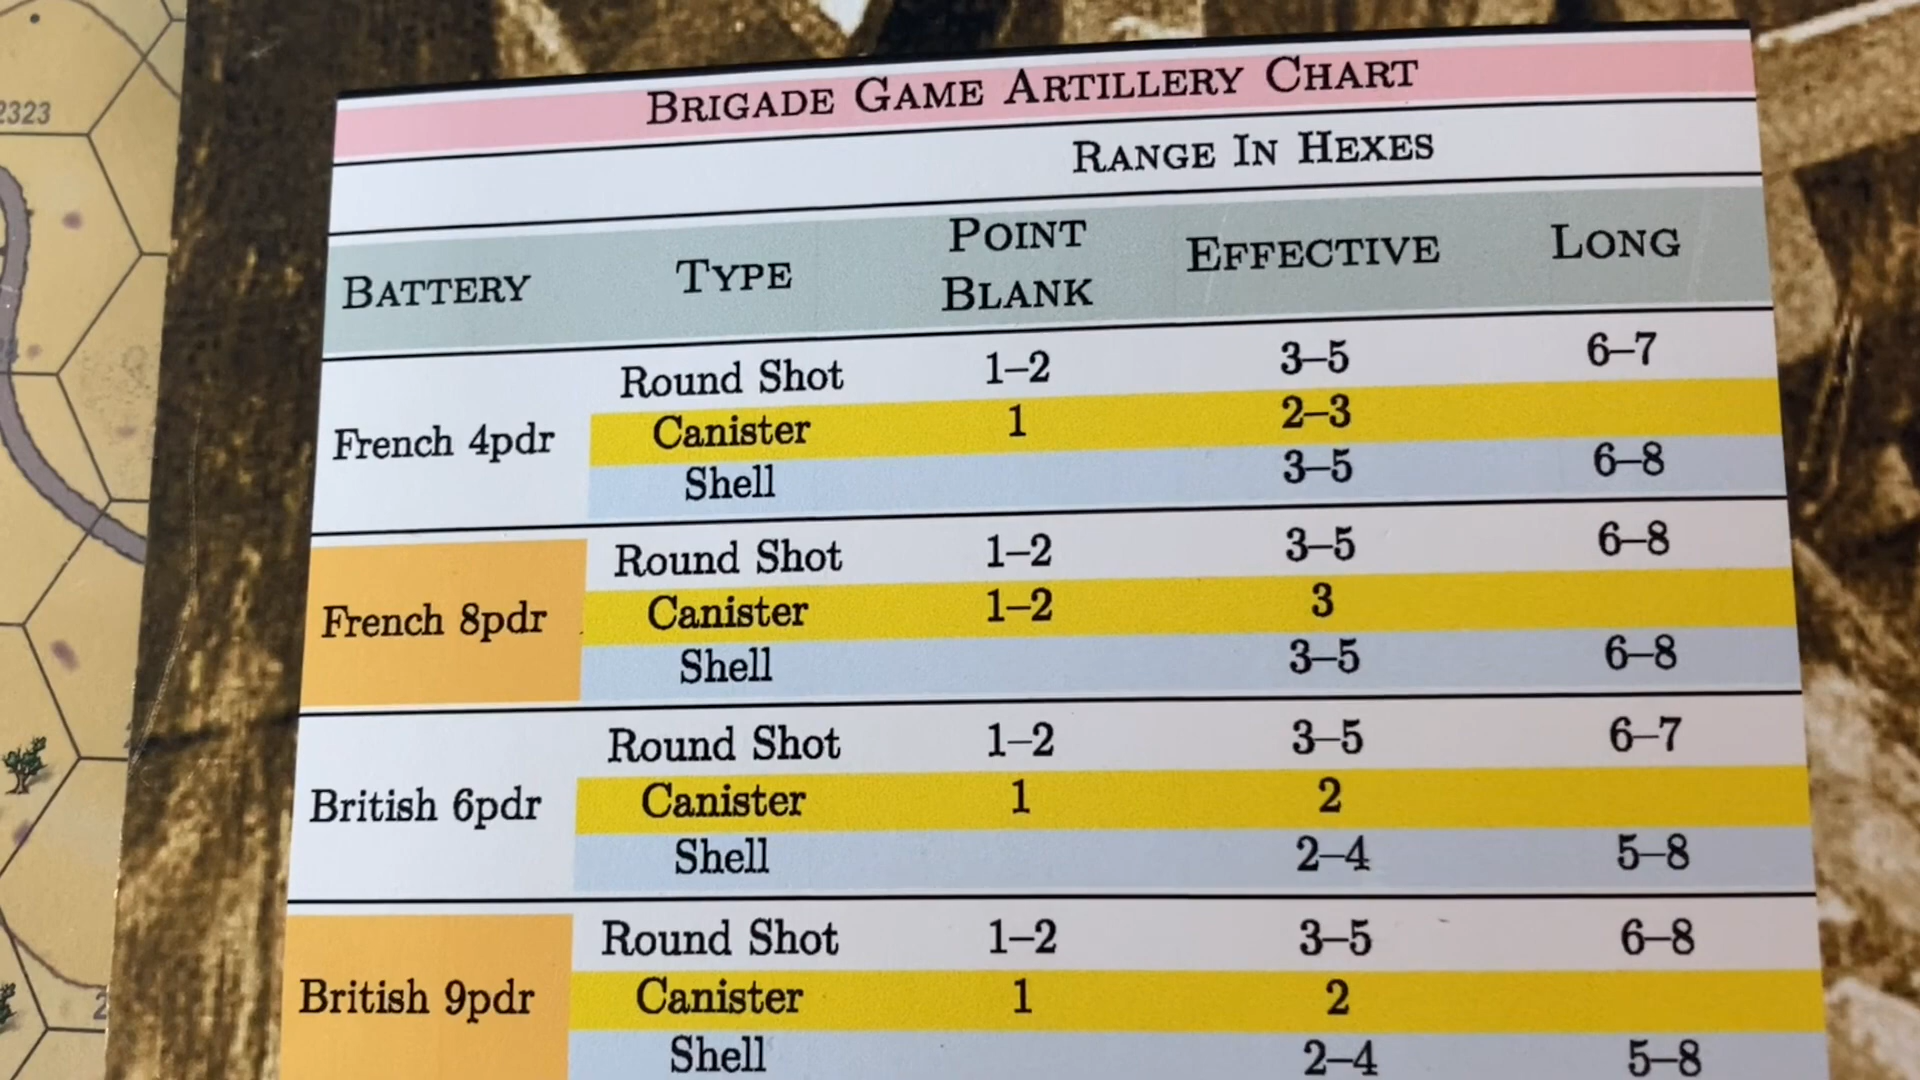 2323
BRIGADE GAME ARTILLERY CHART
RANGE IN HEXES
BATTERY TYPE POINT BLANK EFFECTIVE LONG
French 4pdr
Round Shot 1–2 3–5 6–7
Canister 1 2–3
Shell 3–5 6–8
French 8pdr
Round Shot 1–2 3–5 6–8
Canister 1–2 3
Shell 3–5 6–8
British 6pdr
Round Shot 1–2 3–5 6–7
Canister 1 2
Shell 2–4 5–8
British 9pdr
Round Shot 1–2 3–5 6–8
Canister 1 2
Shell 2–4 5–8